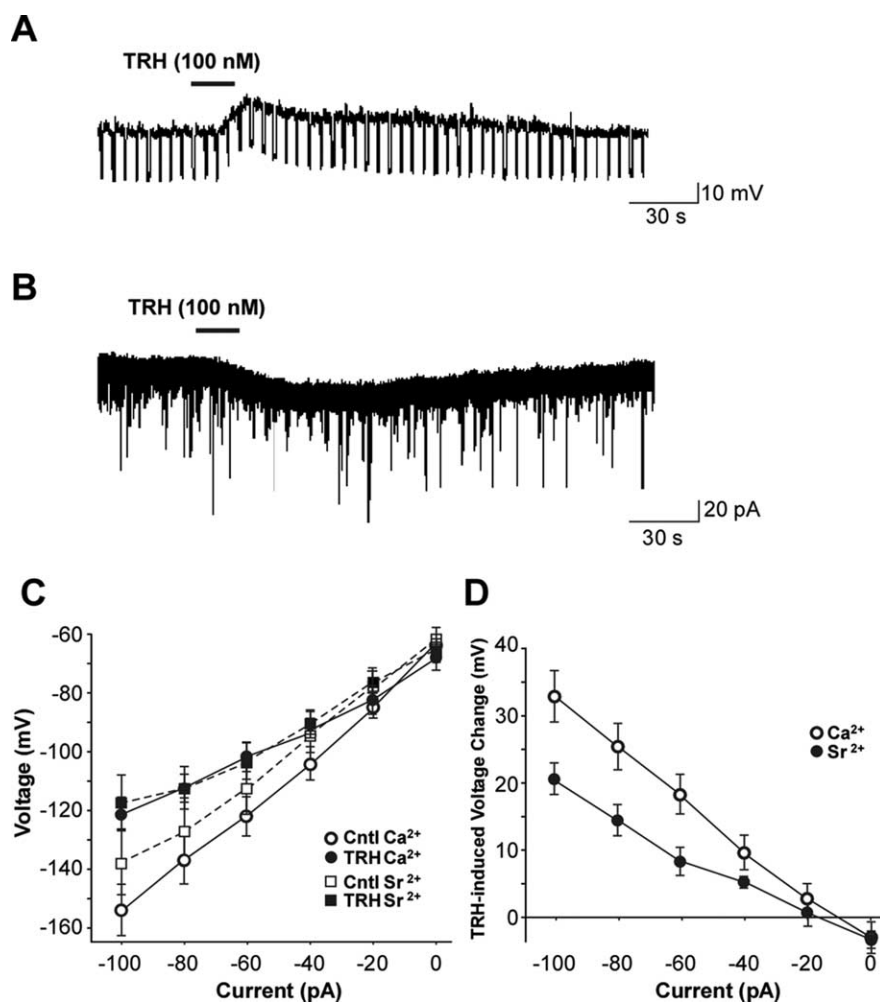 A
TRH (100 nM)
10 mV
30 s
B
TRH (100 nM)
20 pA
30 s
C
-60
-80
-100
-120
-140
-160
Voltage (mV)
Cntl Ca²⁺
TRH Ca²⁺
Cntl Sr²⁺
TRH Sr²⁺
-100 -80 -60 -40 -20 0
Current (pA)
D
40
30
20
10
0
TRH-induced Voltage Change (mV)
Ca²⁺
Sr²⁺
-100 -80 -60 -40 -20 0
Current (pA)